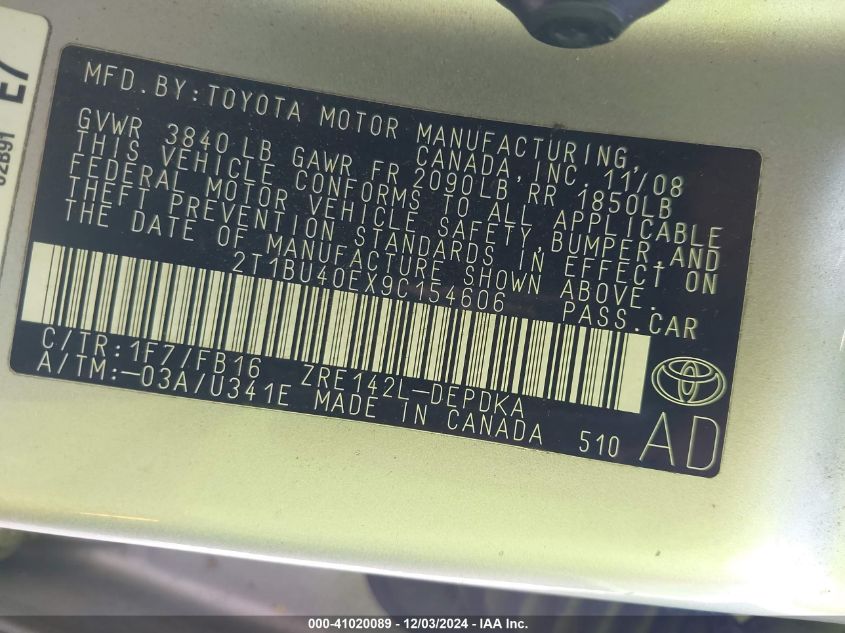 E7
02B91
MFD.BY:TOYOTA MOTOR MANUFACTURING,
CANADA,INC. 11/08
GVWR 3840LB GAWR FR 2090LB RR 1850LB
THIS VEHICLE CONFORMS TO ALL APPLICABLE
FEDERAL MOTOR VEHICLE SAFETY,BUMPER,AND
THEFT PREVENTION STANDARDS IN EFFECT ON
THE DATE OF MANUFACTURE SHOWN ABOVE.
2T1BU40EX9C154606 PASS.CAR
C/TR:1F7/FB16 ZRE142L-DEPDKA
A/TM:-03A/U341E MADE IN CANADA 510
AD
000-41020089 - 12/03/2024 - IAA Inc.